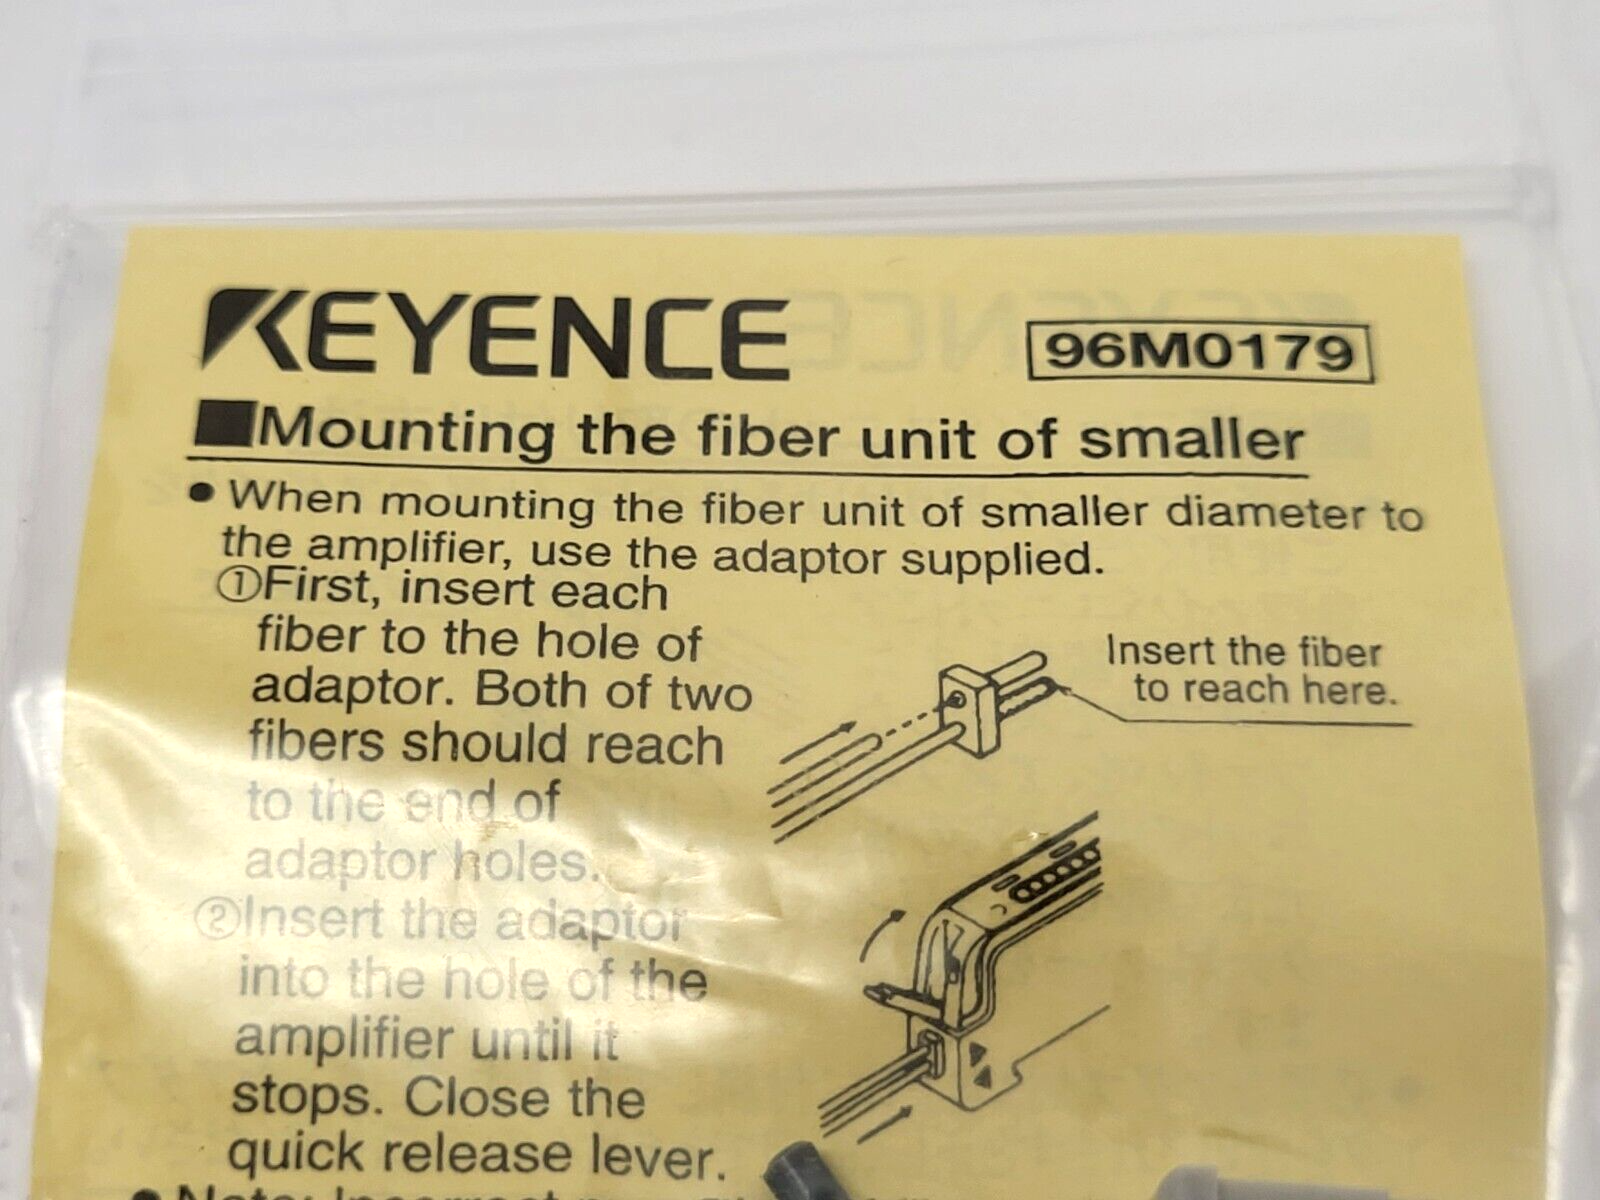 KEYENCE
96M0179
■Mounting the fiber unit of smaller
● When mounting the fiber unit of smaller diameter to
the amplifier, use the adaptor supplied.
①First, insert each
fiber to the hole of
adaptor. Both of two
fibers should reach
to the end of
adaptor holes.
Insert the fiber
to reach here.
②Insert the adaptor
into the hole of the
amplifier until it
stops. Close the
quick release lever.
● Note: Incorrect